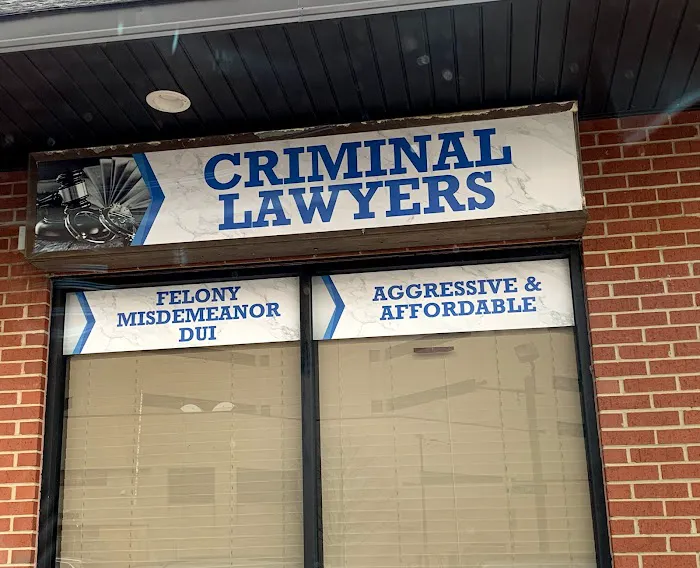 CRIMINAL
LAWYERS
FELONY
MISDEMEANOR
DUI
AGGRESSIVE &
AFFORDABLE